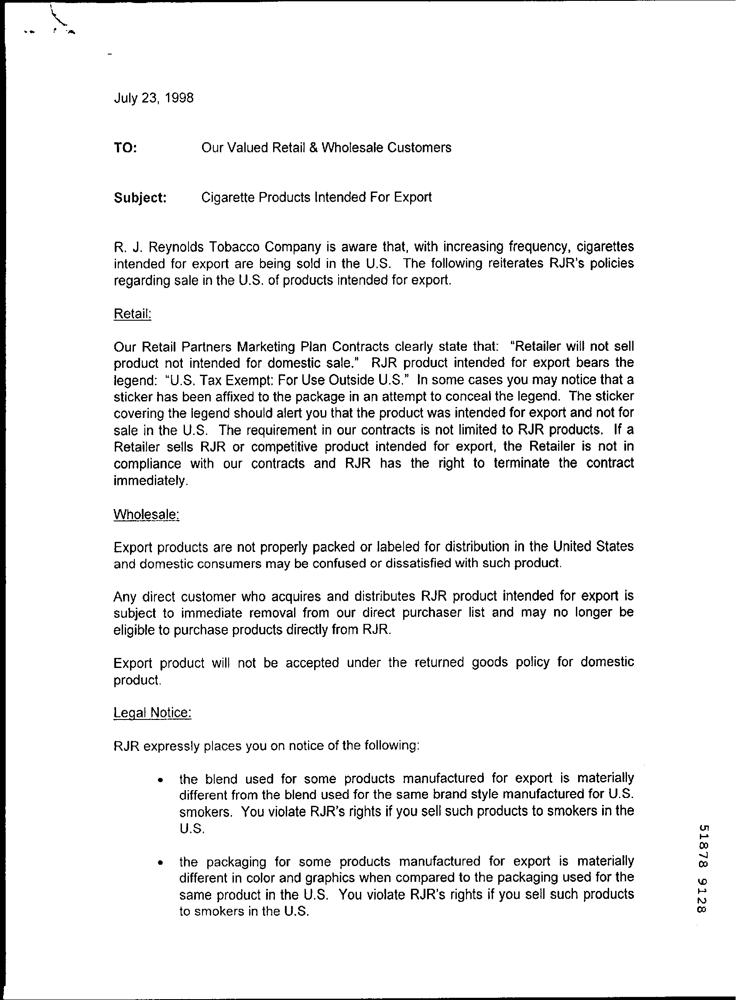 July 23, 1998
TO: Our Valued Retail & Wholesale Customers
Subject: Cigarette Products Intended For Export
R. J. Reynolds Tobacco Company is aware that, with increasing frequency, cigarettes
intended for export are being sold in the U.S. The following reiterates RJR's policies
regarding sale in the U.S. of products intended for export.
Retail:
Our Retail Partners Marketing Plan Contracts clearly state that: "Retailer will not sell
product not intended for domestic sale." RJR product intended for export bears the
legend: "U.S. Tax Exempt: For Use Outside U.S." In some cases you may notice that a
sticker has been affixed to the package in an attempt to conceal the legend. The sticker
covering the legend should alert you that the product was intended for export and not for
sale in the U.S. The requirement in our contracts is not limited to RJR products. If a
Retailer sells RJR or competitive product intended for export, the Retailer is not in
compliance with our contracts and RJR has the right to terminate the contract
immediately.
Wholesale:
Export products are not properly packed or labeled for distribution in the United States
and domestic consumers may be confused or dissatisfied with such product.
Any direct customer who acquires and distributes RJR product intended for export is
subject to immediate removal from our direct purchaser list and may no longer be
eligible to purchase products directly from RJR.
Export product will not be accepted under the returned goods policy for domestic
product.
Legal Notice:
RJR expressly places you on notice of the following:
• the blend used for some products manufactured for export is materially
different from the blend used for the same brand style manufactured for U.S.
smokers. You violate RJR's rights if you sell such products to smokers in the
U.S.
• the packaging for some products manufactured for export is materially
different in color and graphics when compared to the packaging used for the
same product in the U.S. You violate RJR's rights if you sell such products
to smokers in the U.S.
51878 9128